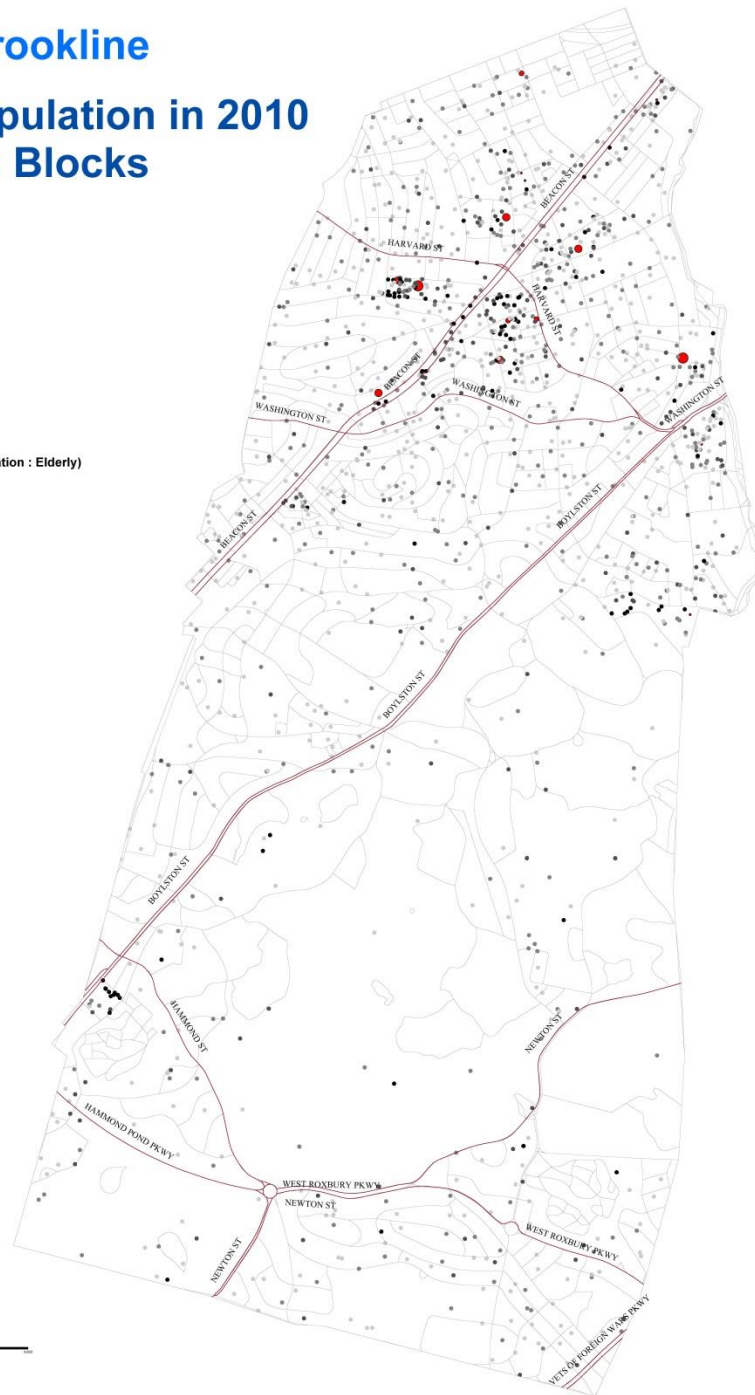 rookline
pulation in 2010
Blocks
BEACON ST
HARVARD ST
HARVARD ST
BEACON ST
WASHINGTON ST
WASHINGTON ST
WASHINGTON ST
ation : Elderly)
BOYLSTON ST
BEACON ST
BOYLSTON ST
BOYLSTON ST
HAMMOND ST
NEWTON ST
HAMMOND POND PKWY
WEST ROXBURY PKWY
NEWTON ST
WEST ROXBURY PKWY
NEWTON ST
VETS OF FOREIGN WARS PKWY